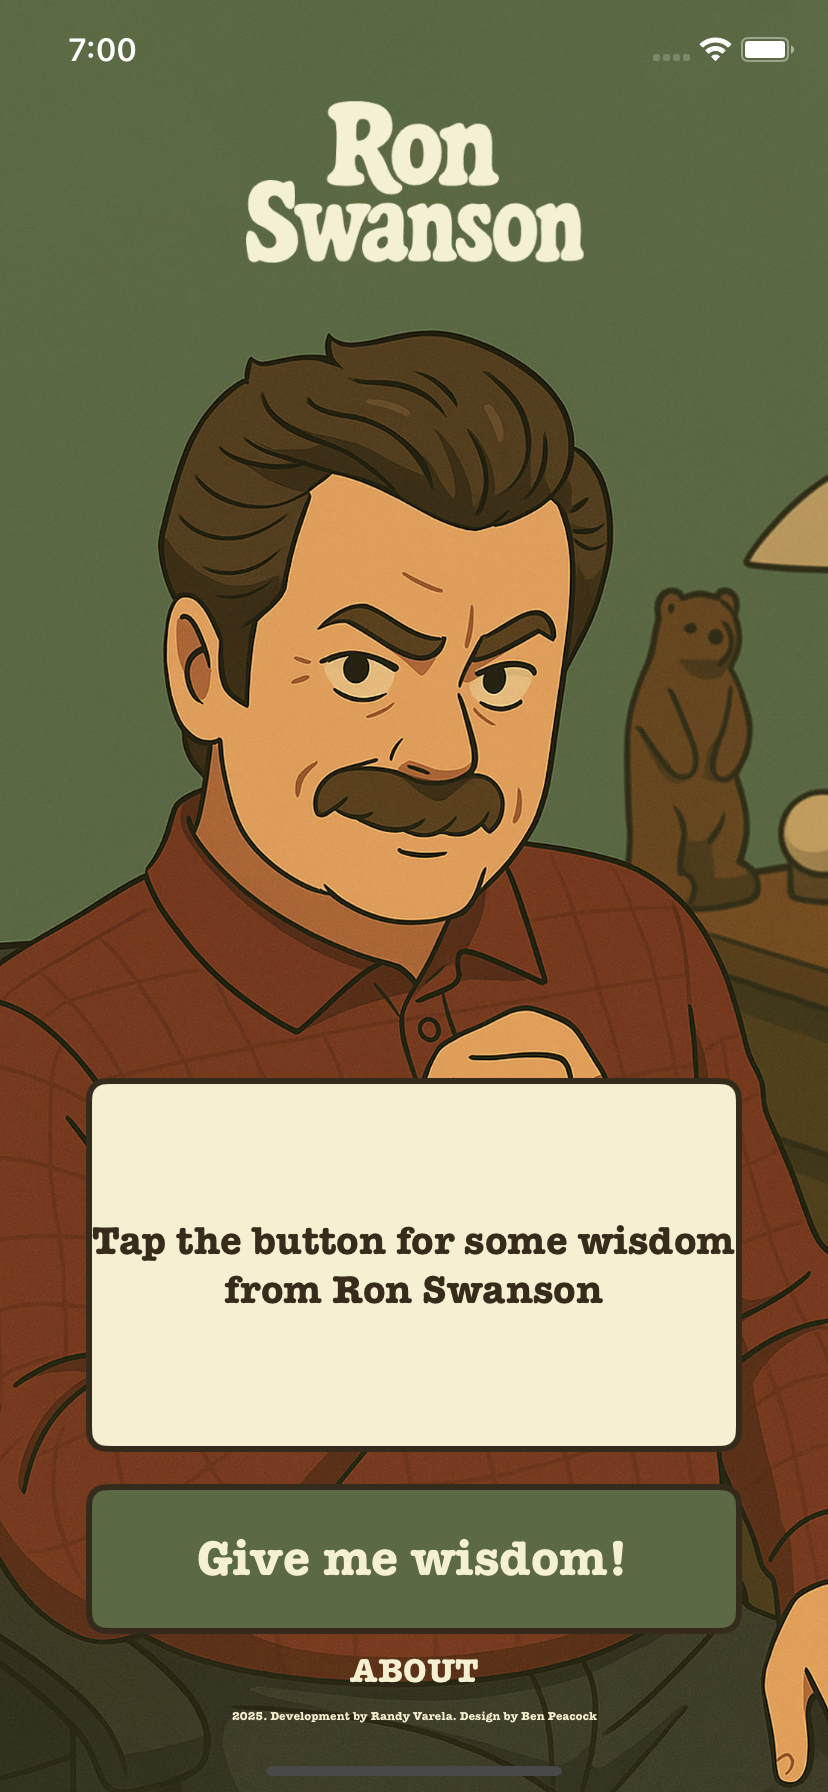 7:00
Ron
Swanson
Tap the button for some wisdom
from Ron Swanson
Give me wisdom!
ABOUT
2025. Development by Randy Varela. Design by Ben Peacock